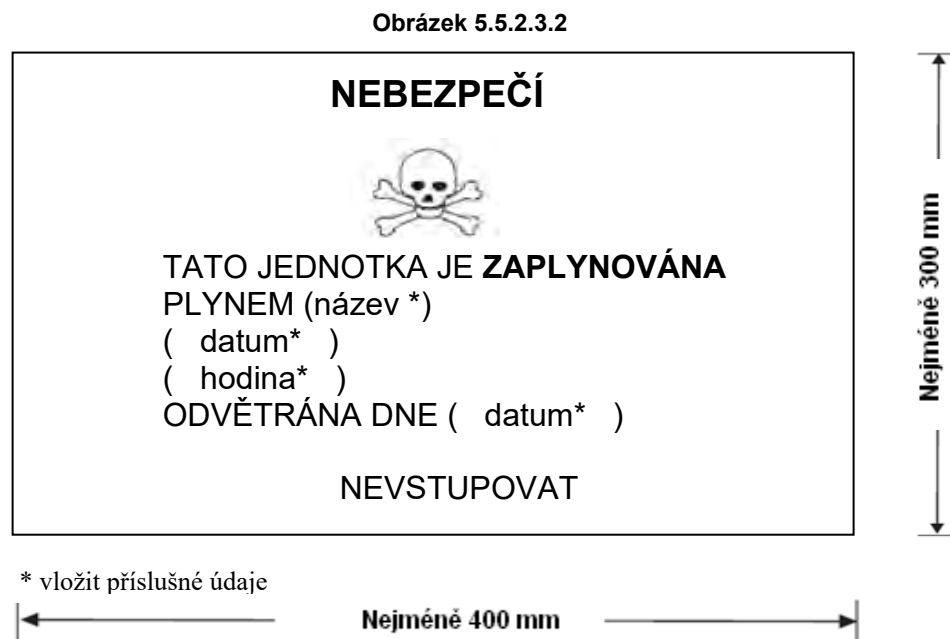 Obrázek 5.5.2.3.2
NEBEZPEČÍ
TATO JEDNOTKA JE ZAPLYNOVÁNA
PLYNEM (název *)
( datum* )
( hodina* )
ODVĚTRÁNA DNE ( datum* )
NEVSTUPOVAT
Nejméně 300 mm
* vložit příslušné údaje
Nejméně 400 mm